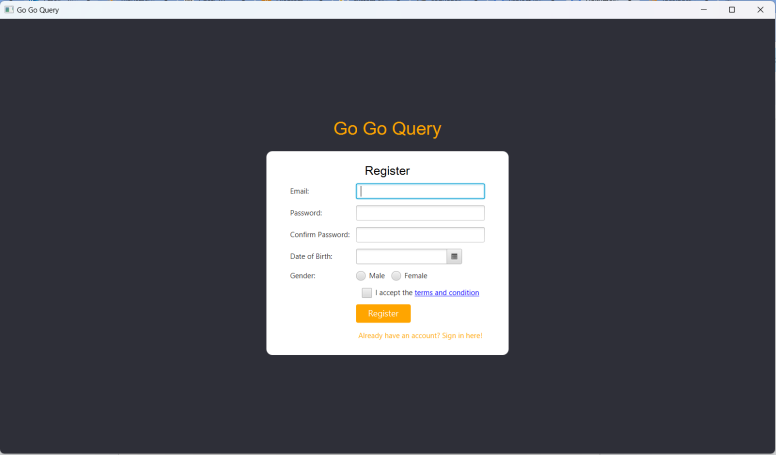 Go Go Query
Go Go Query
Register
Email:
Password:
Confirm Password:
Date of Birth:
Gender: Male Female
I accept the terms and condition
Register
Already have an account? Sign in here!